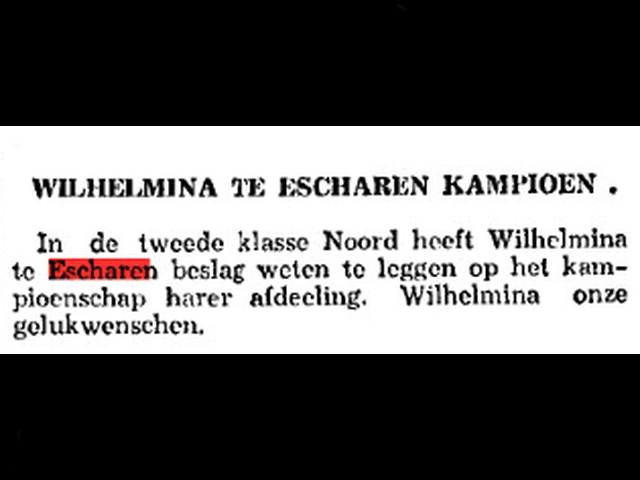 WILHELMINA TE ESCHAREN KAMPIOEN .
In de tweede klasse Noord heeft Wilhelmina
te Escharen beslag weten te leggen op het kam-
pioenschap harer afdeeling. Wilhelmina onze
gelukwenschen.